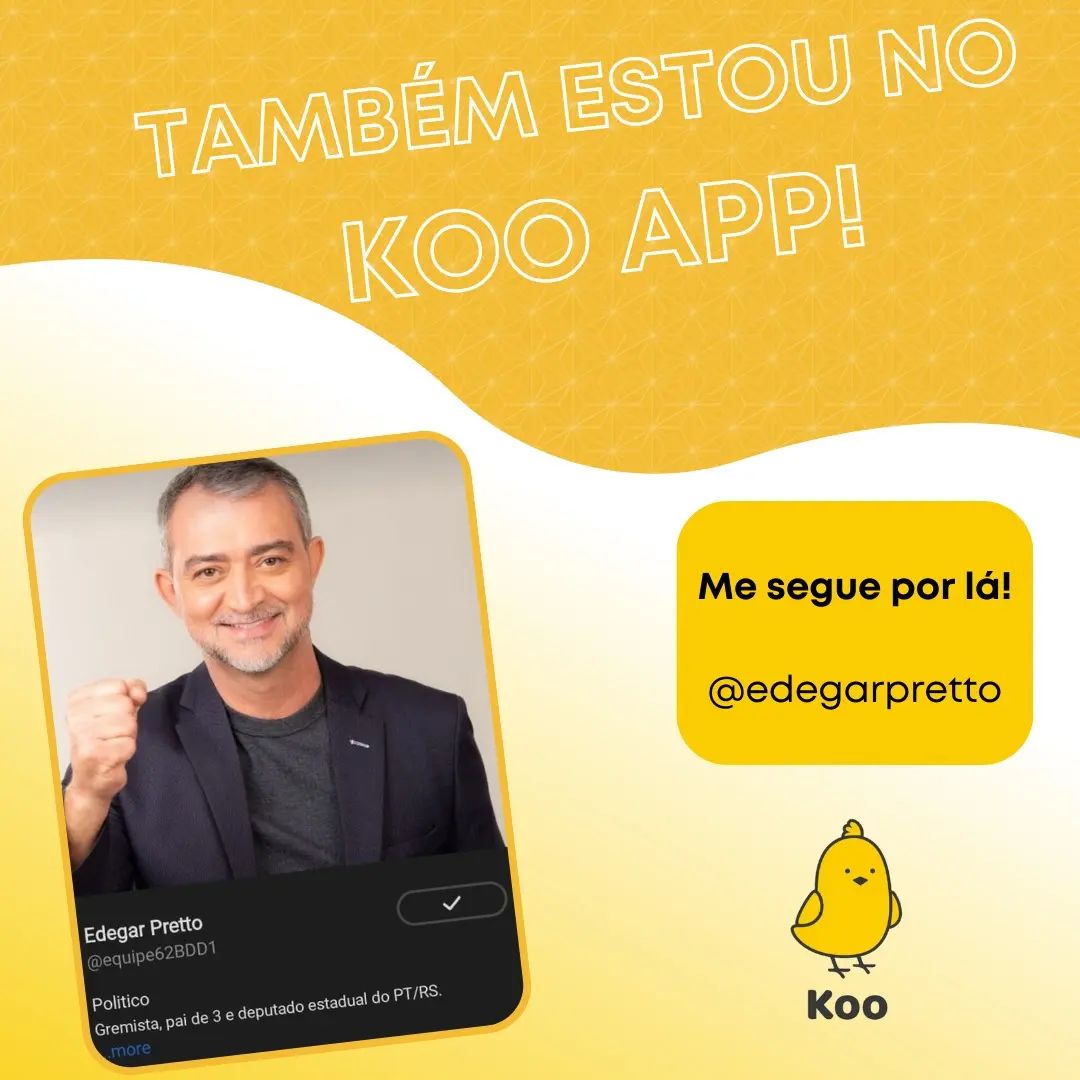 TAMBÉM ESTOU NO
KOO APP!
Me segue por lá!
@edegarpretto
Edegar Pretto
@equipe62BDD1
Politico
Gremista, pai de 3 e deputado estadual do PT/RS.
...more
Koo